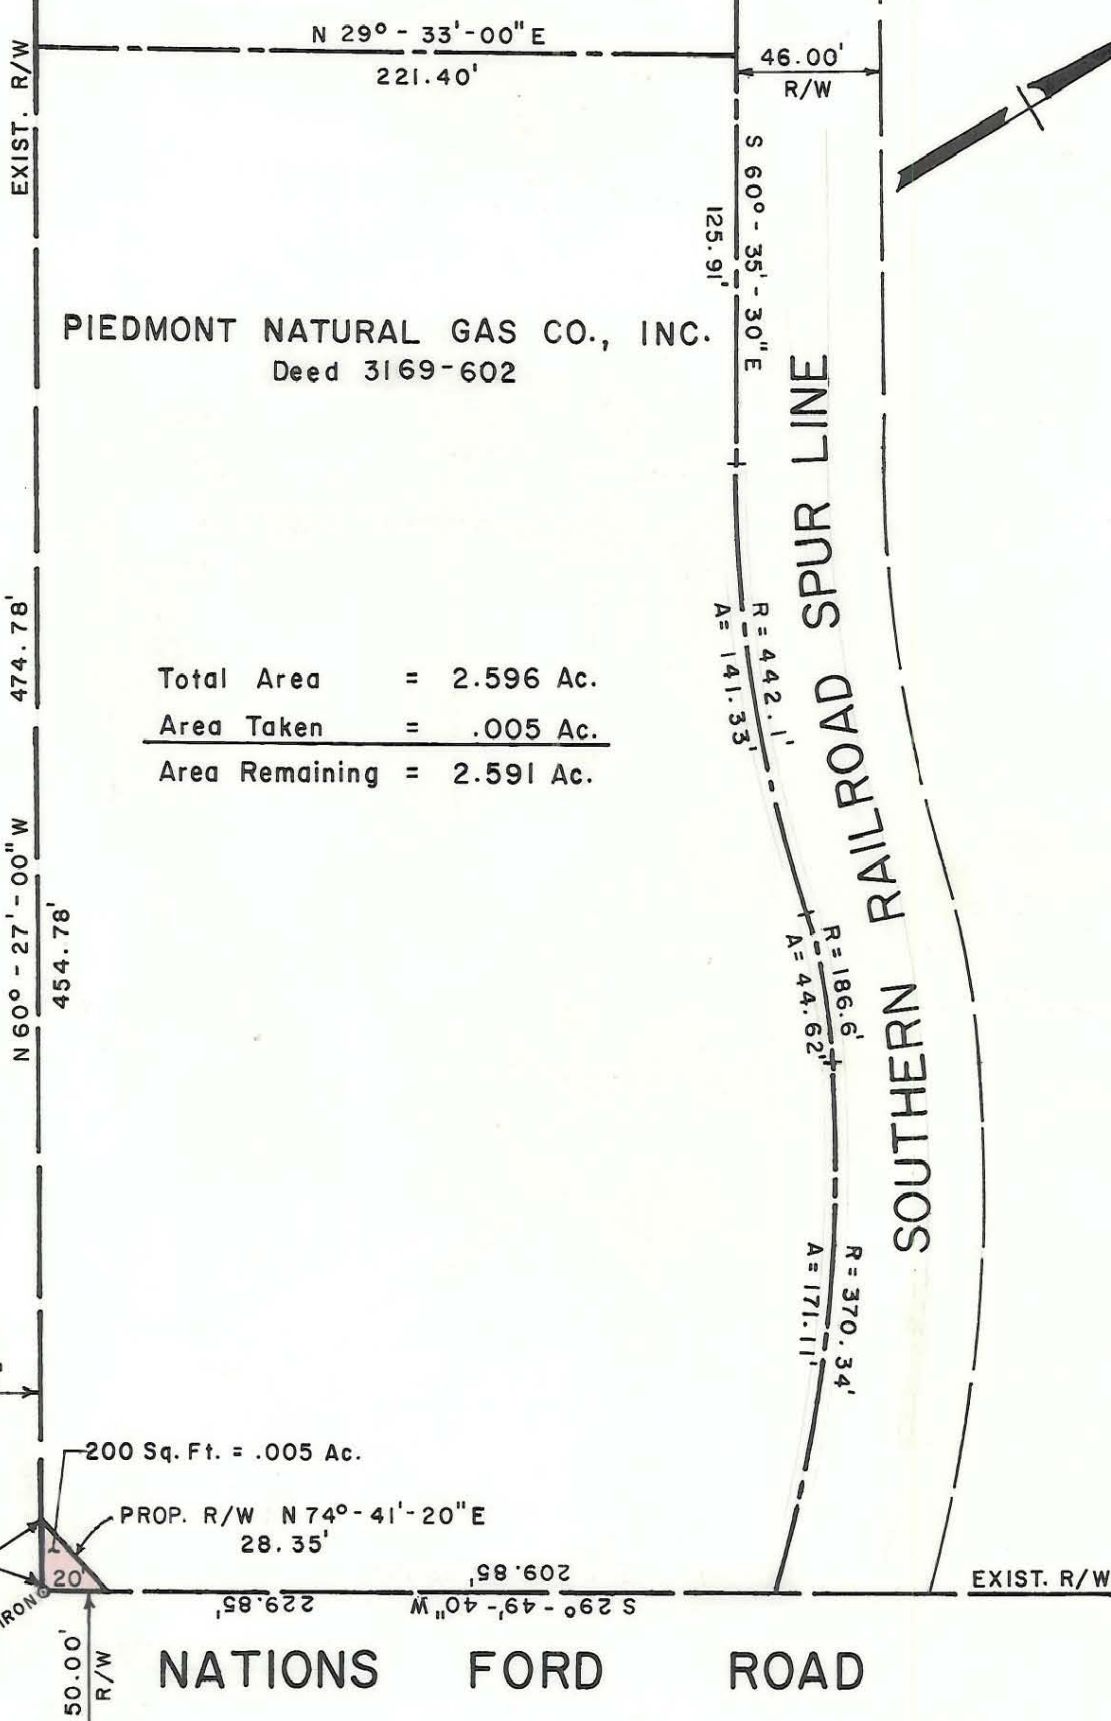 N 29° - 33'-00" E
221.40'
46.00'
R/W
EXIST. R/W
S 60° - 35' - 30" E
125.91'
PIEDMONT NATURAL GAS CO., INC.
Deed 3169-602
SOUTHERN RAILROAD SPUR LINE
474.78'
N 60° - 27' - 00" W
454.78'
R = 442.1'
A = 141.33'
Total Area = 2.596 Ac.
Area Taken = .005 Ac.
Area Remaining = 2.591 Ac.
R = 186.6'
A = 44.62'
R = 370.34'
A = 171.11'
200 Sq. Ft. = .005 Ac.
PROP. R/W N 74° - 41' - 20" E
28.35'
20'
IRON
209.85'
S 29° - 49' - 40" W
229.85'
EXIST. R/W
50.00'
R/W
NATIONS FORD ROAD